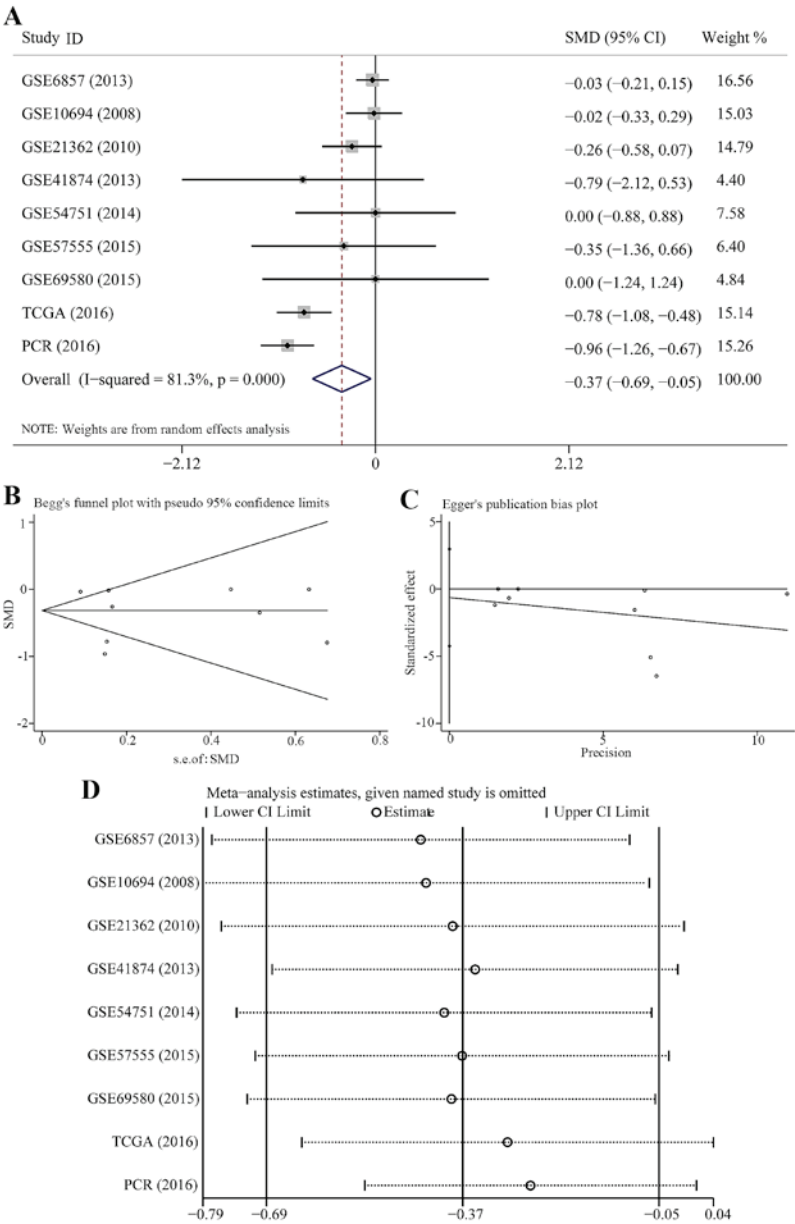 A
Study ID SMD (95% CI) Weight %
GSE6857 (2013) −0.03 (−0.21, 0.15) 16.56
GSE10694 (2008) −0.02 (−0.33, 0.29) 15.03
GSE21362 (2010) −0.26 (−0.58, 0.07) 14.79
GSE41874 (2013) −0.79 (−2.12, 0.53) 4.40
GSE54751 (2014) 0.00 (−0.88, 0.88) 7.58
GSE57555 (2015) −0.35 (−1.36, 0.66) 6.40
GSE69580 (2015) 0.00 (−1.24, 1.24) 4.84
TCGA (2016) −0.78 (−1.08, −0.48) 15.14
PCR (2016) −0.96 (−1.26, −0.67) 15.26
Overall (I−squared = 81.3%, p = 0.000) −0.37 (−0.69, −0.05) 100.00
NOTE: Weights are from random effects analysis
−2.12 0 2.12
B
Begg's funnel plot with pseudo 95% confidence limits
1
0
-1
-2
SMD
0 0.2 0.4 0.6 0.8
s.e.of:SMD
C
Egger's publication bias plot
5
0
-5
-10
Standardized effect
0 5 10
Precision
D
Meta−analysis estimates, given named study is omitted
Lower CI Limit Estimate Upper CI Limit
GSE6857 (2013)
GSE10694 (2008)
GSE21362 (2010)
GSE41874 (2013)
GSE54751 (2014)
GSE57555 (2015)
GSE69580 (2015)
TCGA (2016)
PCR (2016)
−0.79 −0.69 −0.37 −0.05 0.04